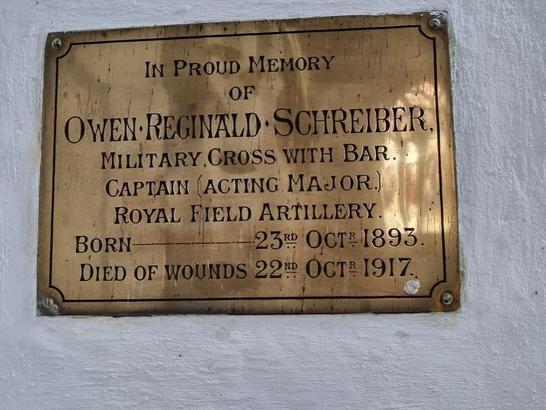 IN PROUD MEMORY
OF
OWEN·REGINALD·SCHREIBER,
MILITARY CROSS WITH BAR.
CAPTAIN (ACTING MAJOR.)
ROYAL FIELD ARTILLERY.
BORN——————23RD OCTR 1893.
DIED OF WOUNDS 22ND OCTR 1917.